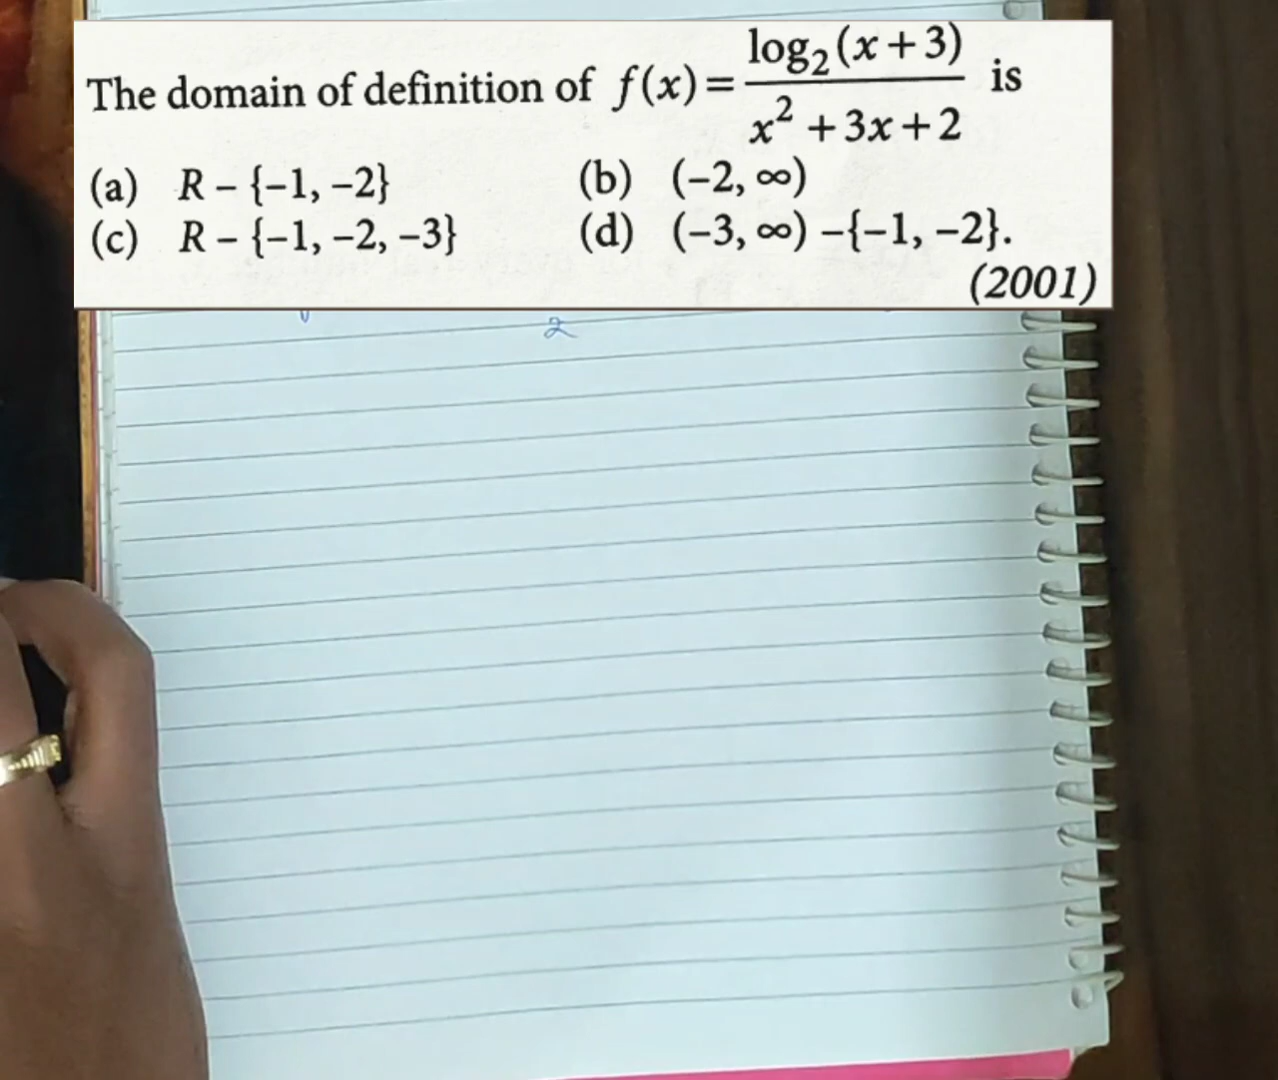 The domain of definition of f(x) = log₂(x+3) / x² + 3x + 2 is
(a) R – {–1, –2} (b) (–2, ∞)
(c) R – {–1, –2, –3} (d) (–3, ∞) –{–1, –2}.
(2001)
2